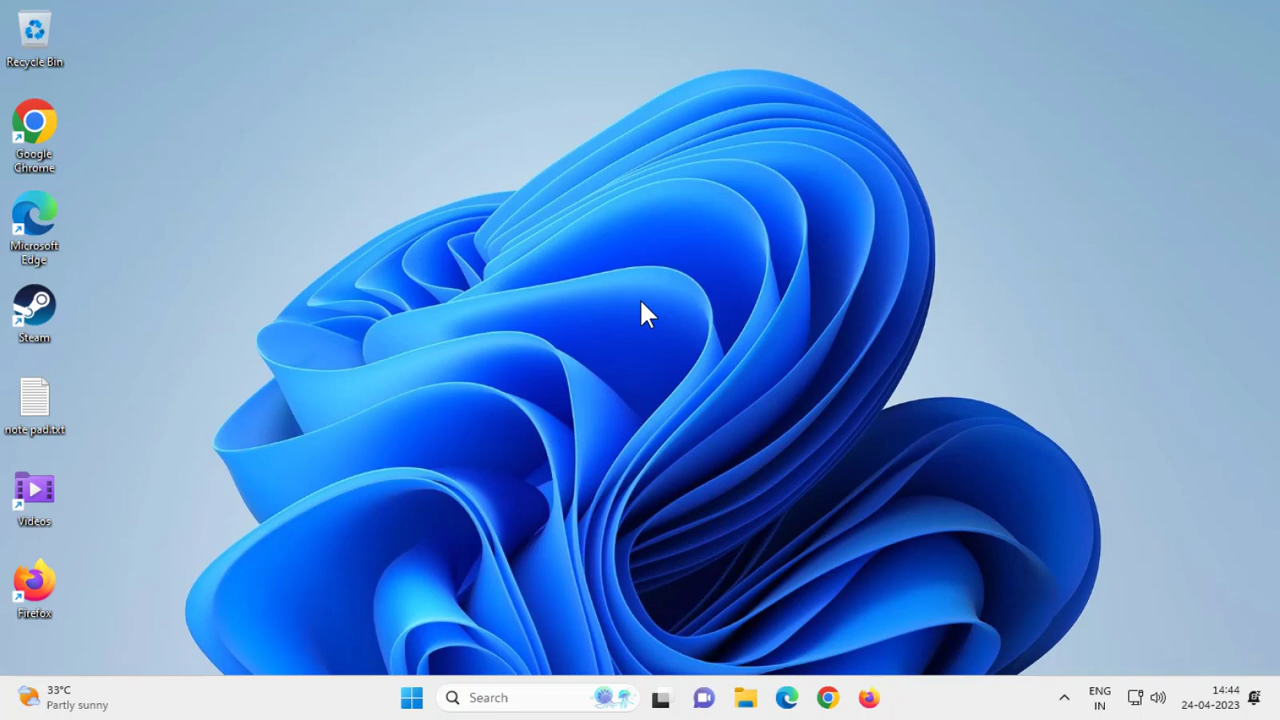 Recycle Bin
Google
Chrome
Microsoft
Edge
Steam
note pad.txt
Videos
Firefox
33°C
Partly sunny
Search
ENG
IN
14:44
24-04-2023